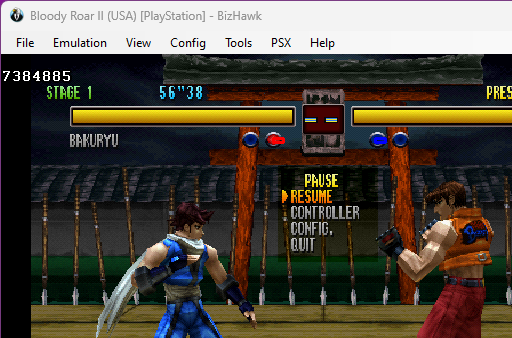 Bloody Roar II (USA) [PlayStation] - BizHawk
File Emulation View Config Tools PSX Help
7384885
STAGE 1 56"38 PRES
BAKURYU
PAUSE
RESUME
CONTROLLER
CONFIG.
QUIT